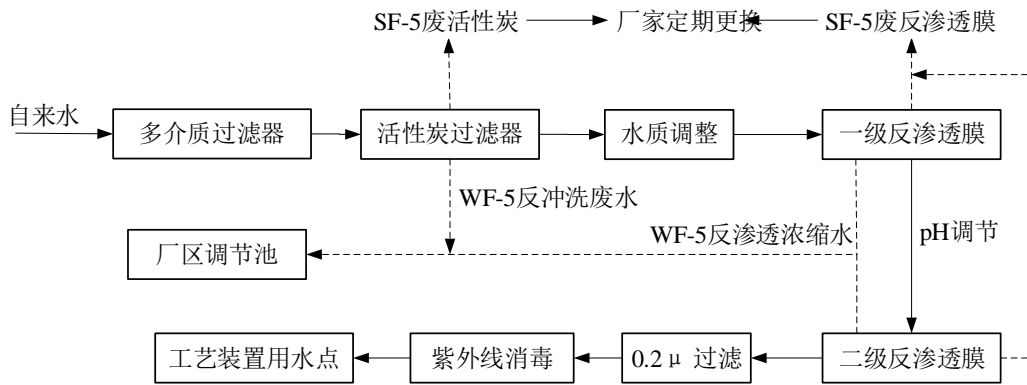 SF-5废活性炭
厂家定期更换
SF-5废反渗透膜
自来水
多介质过滤器
活性炭过滤器
水质调整
一级反渗透膜
WF-5反冲洗废水
WF-5反渗透浓缩水
pH调节
厂区调节池
工艺装置用水点
紫外线消毒
0.2μ 过滤
二级反渗透膜